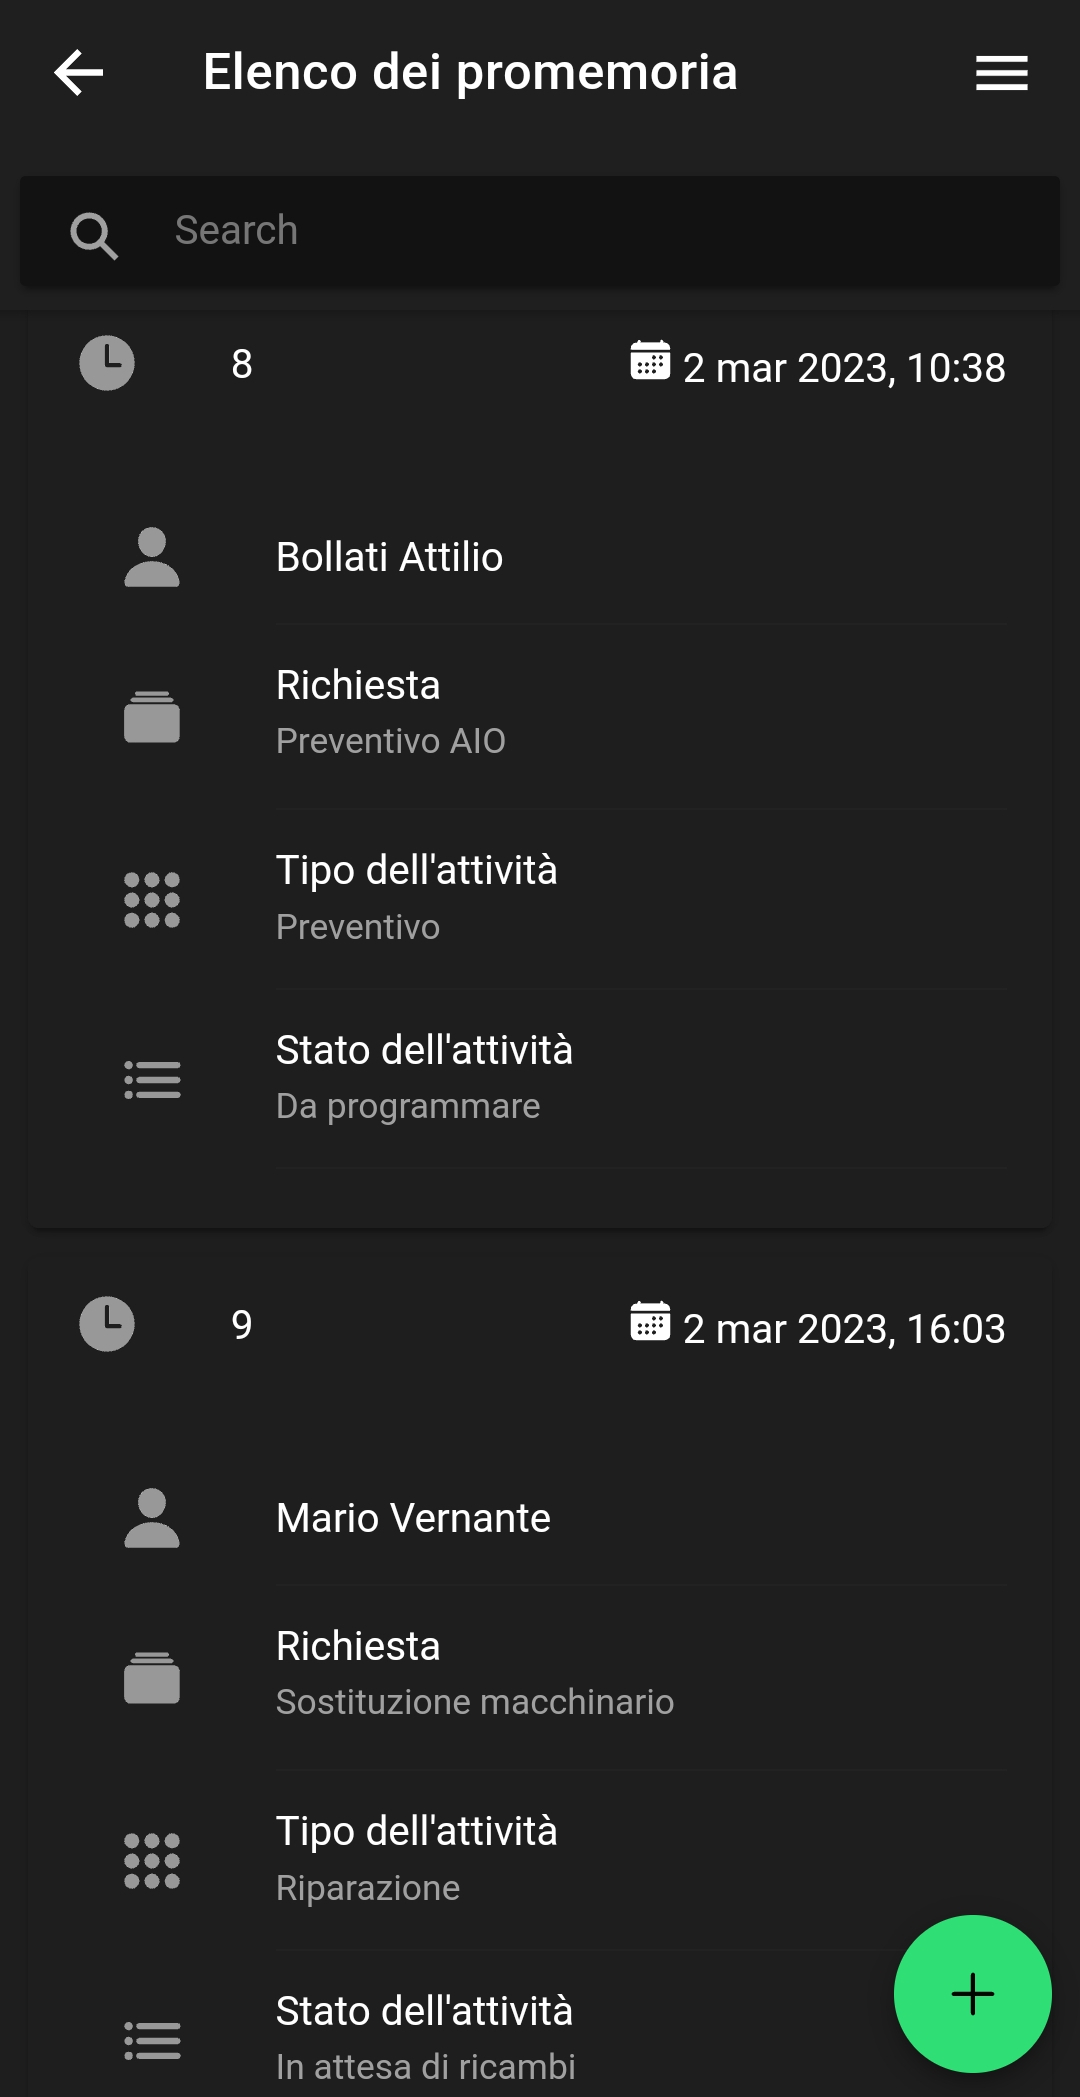 Elenco dei promemoria
Search
8 2 mar 2023, 10:38
Bollati Attilio
Richiesta
Preventivo AIO
Tipo dell'attività
Preventivo
Stato dell'attività
Da programmare
9 2 mar 2023, 16:03
Mario Vernante
Richiesta
Sostituzione macchinario
Tipo dell'attività
Riparazione
Stato dell'attività
In attesa di ricambi